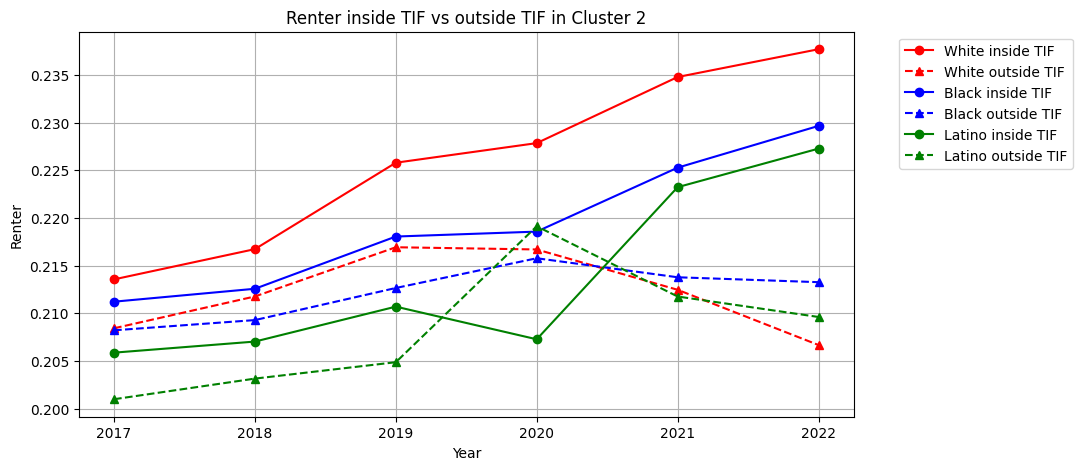 Renter inside TIF vs outside TIF in Cluster 2
Renter
0.235
0.230
0.225
0.220
0.215
0.210
0.205
0.200
2017 2018 2019 2020 2021 2022
Year
White inside TIF
White outside TIF
Black inside TIF
Black outside TIF
Latino inside TIF
Latino outside TIF